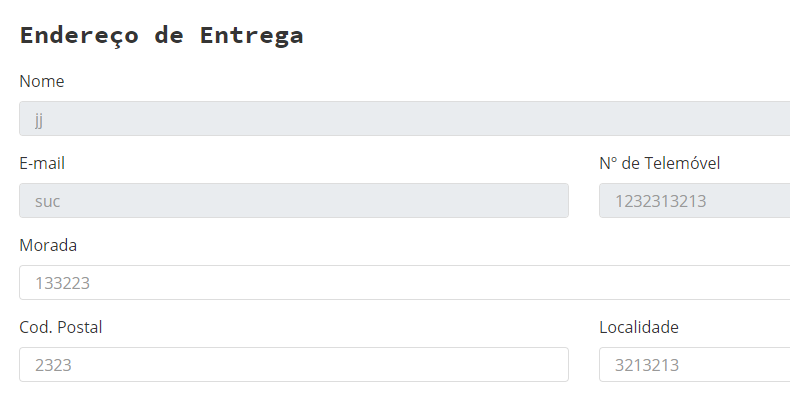 Endereço de Entrega
Nome
jj
E-mail
Nº de Telemóvel
suc
1232313213
Morada
133223
Cod. Postal
Localidade
2323
3213213